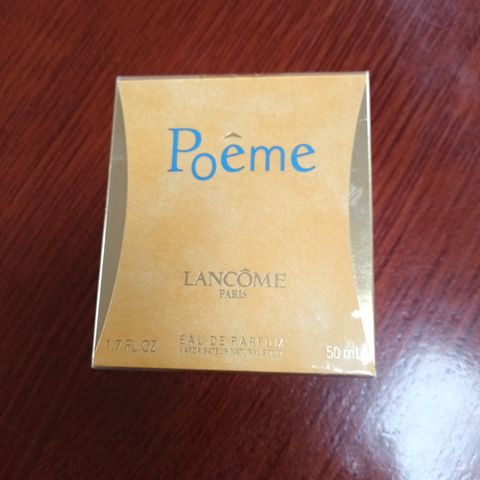 Poême
LANCÔME
PARIS
1.7 FL.OZ. EAU DE PARFUM 50 mL
VAPORISATEUR NATURAL SPRAY